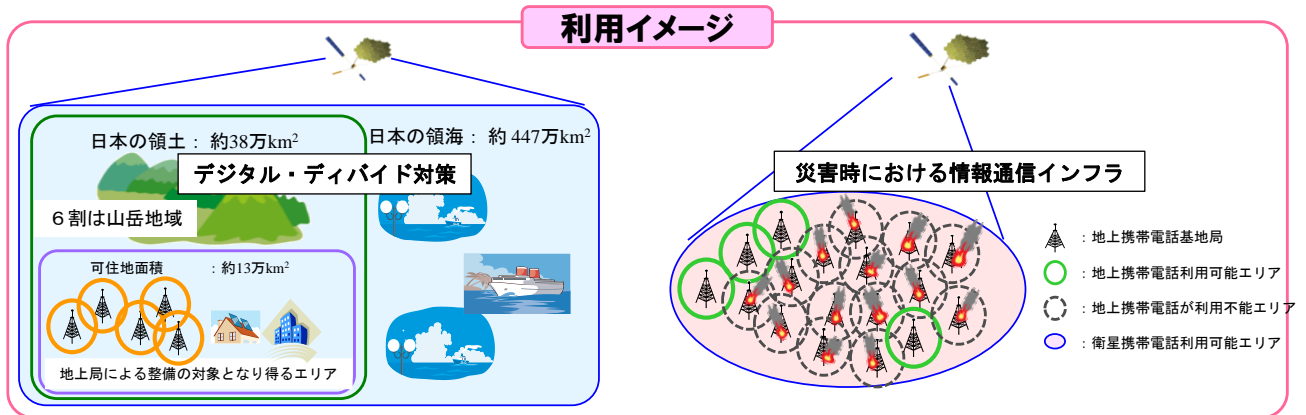 利用イメージ
日本の領土： 約38万km²
日本の領海： 約447万km²
デジタル・ディバイド対策
６割は山岳地域
可住地面積 ：約13万km²
地上局による整備の対象となり得るエリア
災害時における情報通信インフラ
：地上携帯電話基地局
：地上携帯電話利用可能エリア
：地上携帯電話が利用不能エリア
：衛星携帯電話利用可能エリア